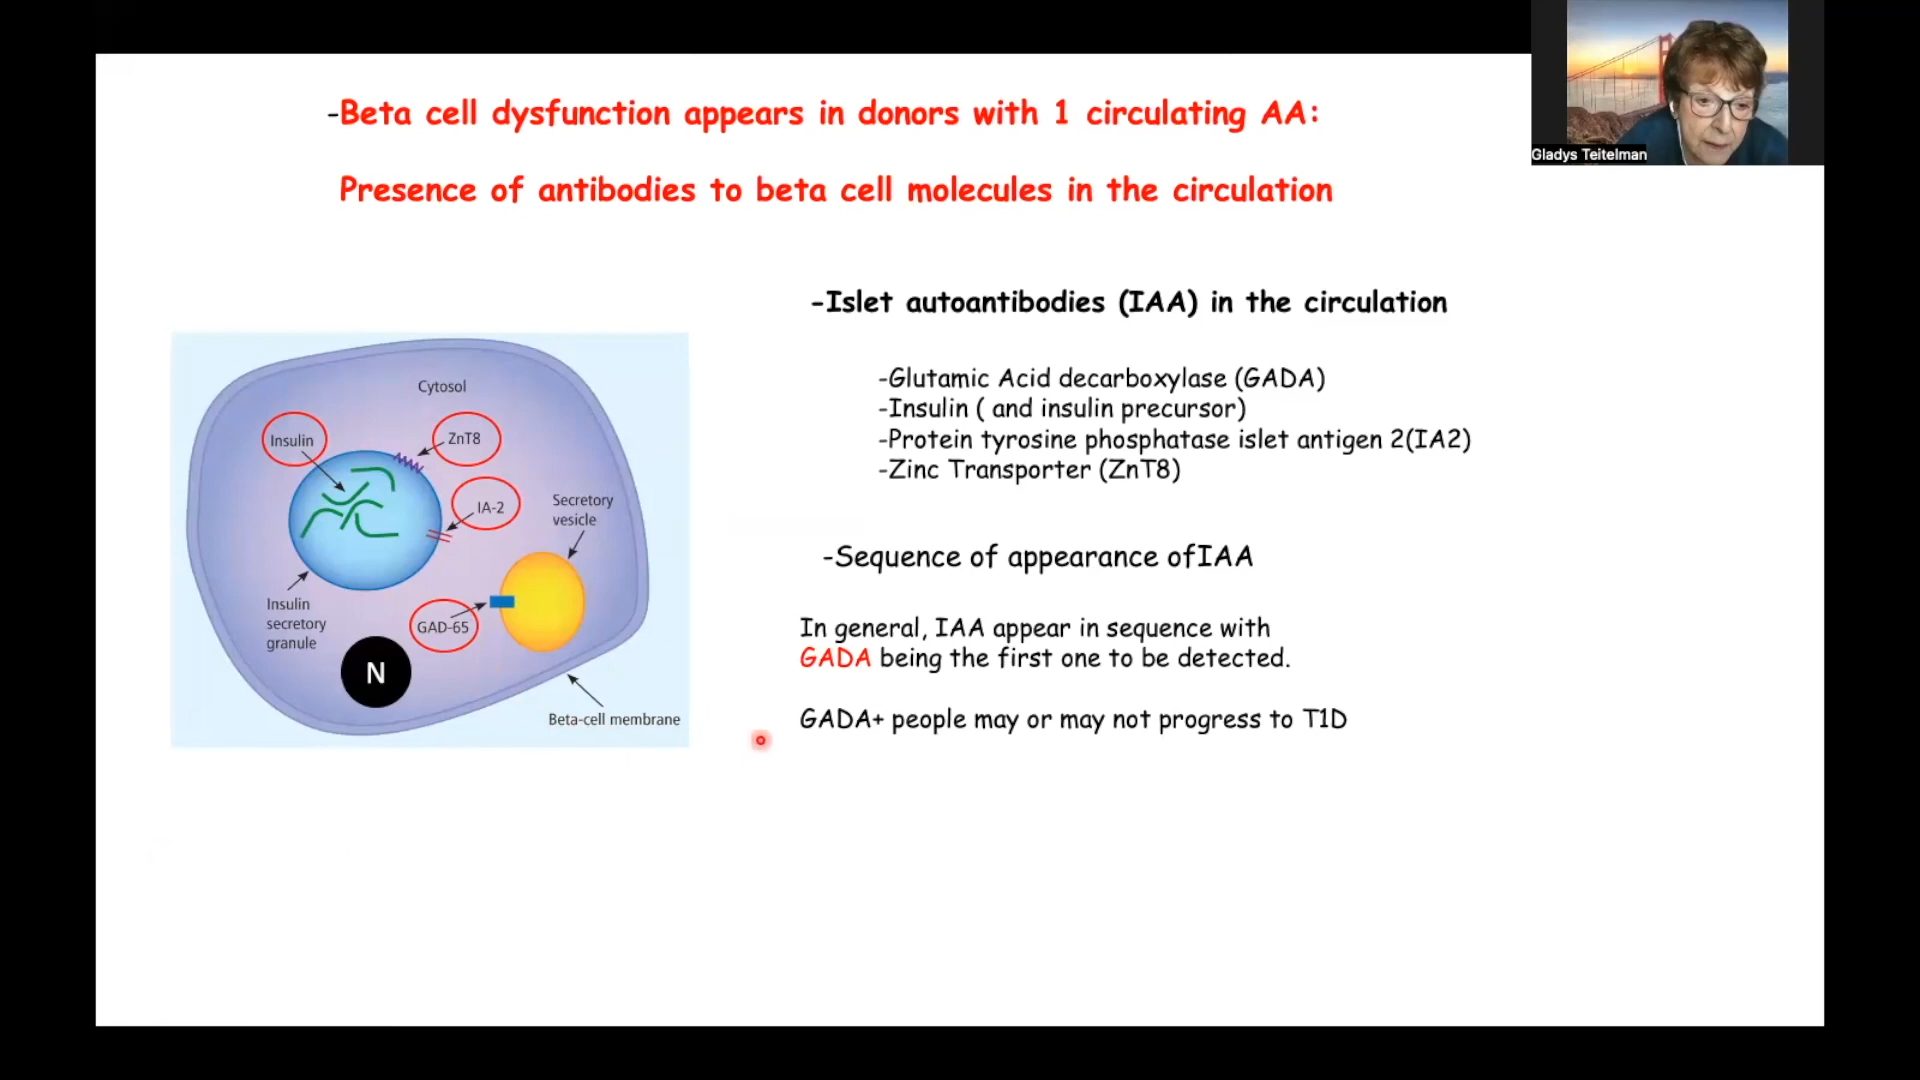 -Beta cell dysfunction appears in donors with 1 circulating AA:
Presence of antibodies to beta cell molecules in the circulation
Gladys Teitelman
-Islet autoantibodies (IAA) in the circulation
-Glutamic Acid decarboxylase (GADA)
-Insulin ( and insulin precursor)
-Protein tyrosine phosphatase islet antigen 2(IA2)
-Zinc Transporter (ZnT8)
-Sequence of appearance ofIAA
In general, IAA appear in sequence with
GADA being the first one to be detected.
GADA+ people may or may not progress to T1D
Cytosol
Insulin
ZnT8
IA-2
Secretory
vesicle
Insulin
secretory
granule
GAD-65
N
Beta-cell membrane